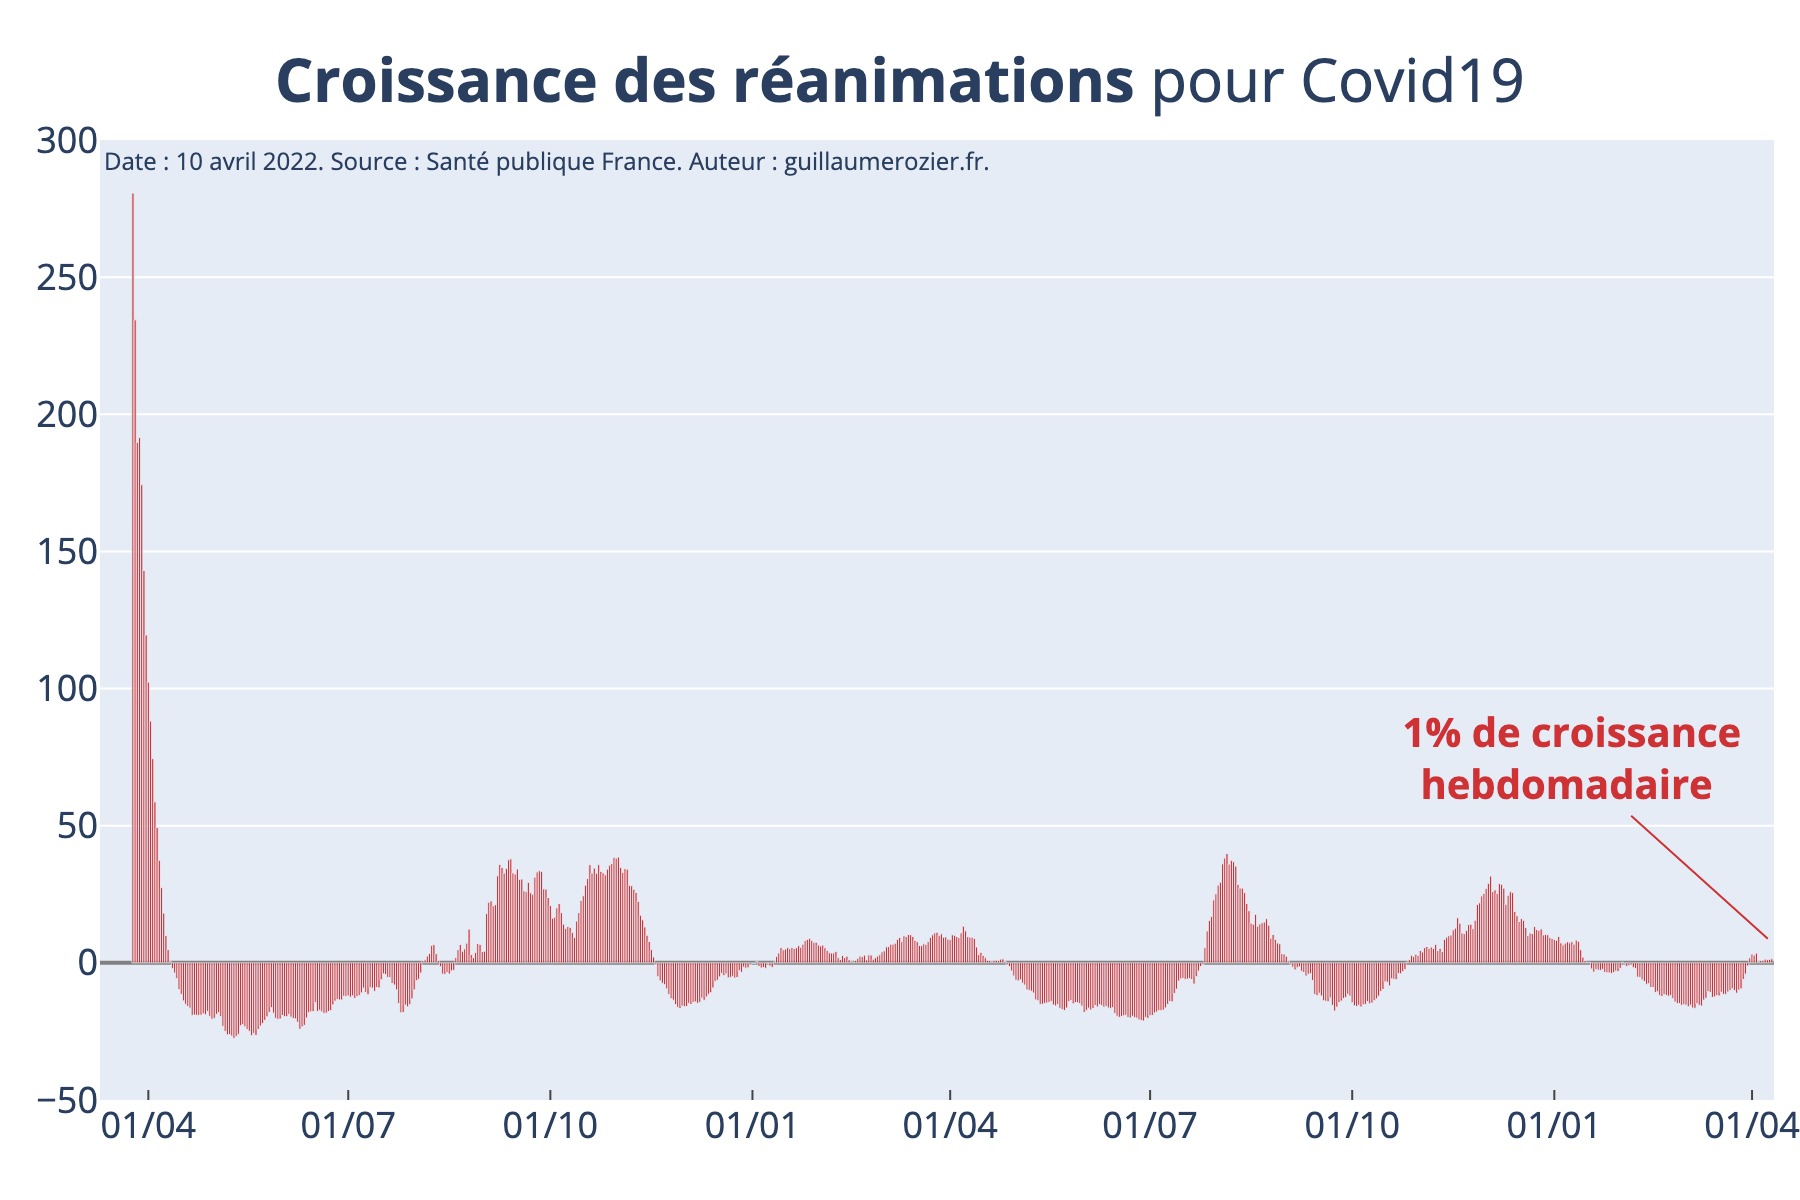 Croissance des réanimations pour Covid19
Date : 10 avril 2022. Source : Santé publique France. Auteur : guillaumerozier.fr.
300
250
200
150
100
50
0
−50
1% de croissance
hebdomadaire
01/04 01/07 01/10 01/01 01/04 01/07 01/10 01/01 01/04